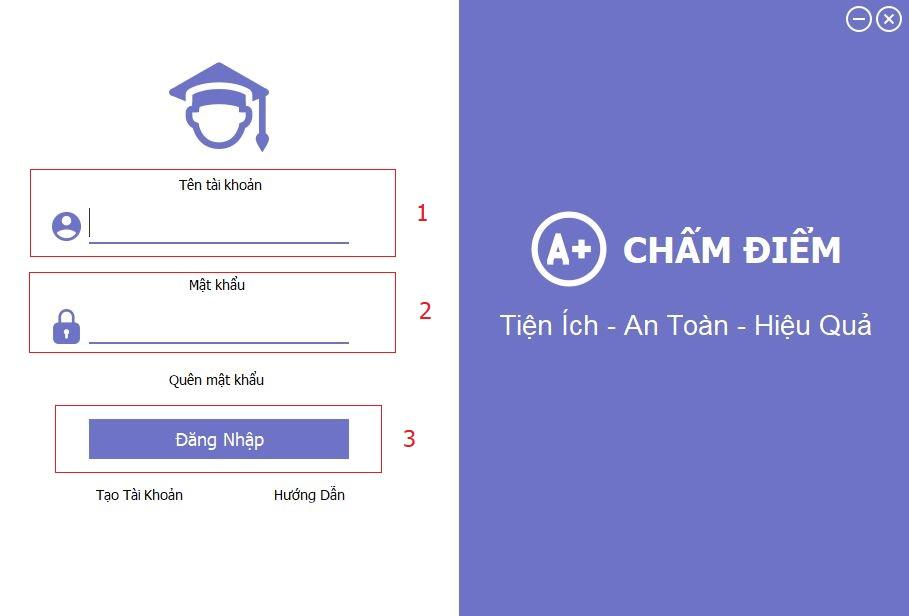 Tên tài khoản
1
Mật khẩu
2
Quên mật khẩu
Đăng Nhập
3
Tạo Tài Khoản
Hướng Dẫn
A+
CHẤM ĐIỂM
Tiện Ích - An Toàn - Hiệu Quả